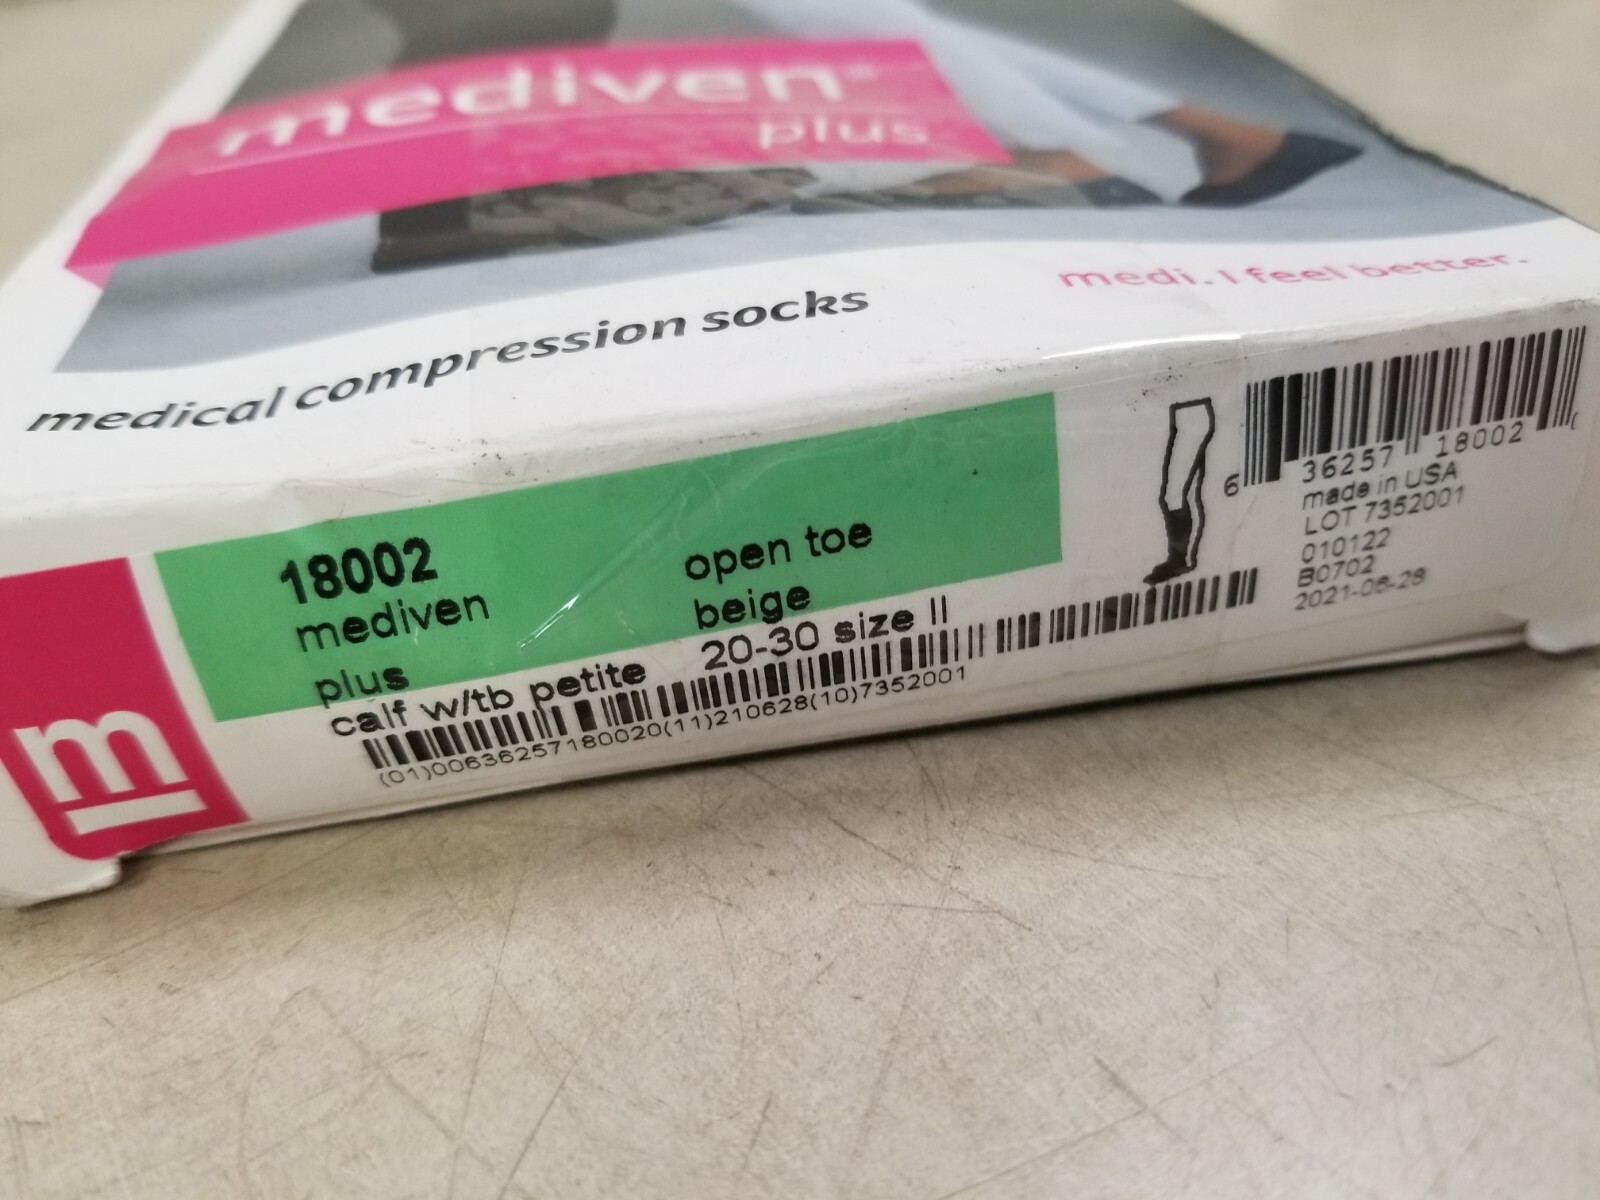 mediven®
plus
medical compression socks
medi. I feel better.
m
18002
mediven
plus
calf w/tb petite
open toe
beige
20-30 size II
(01)00636257180020(11)210628(10)7352001
6 36257 18002
made in USA
LOT 7352001
010122
B0702
2021-06-28